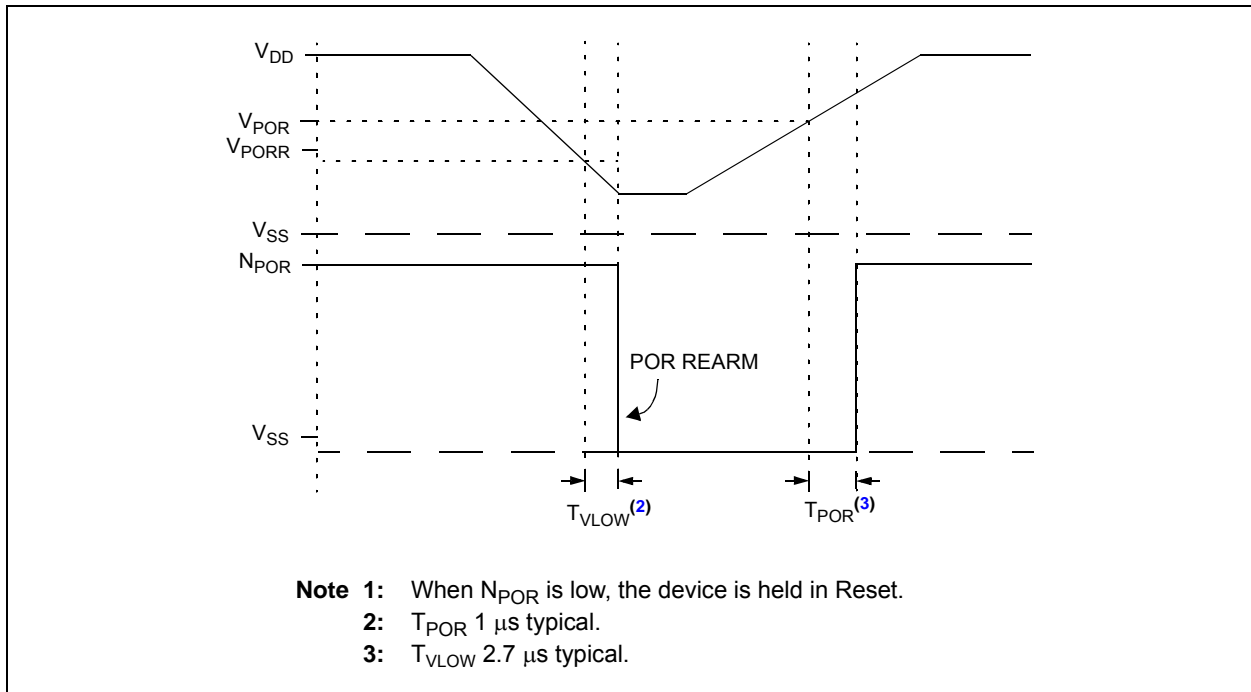 VDD
VPOR
VPORR
VSS
NPOR
POR REARM
VSS
TVLOW(2)
TPOR(3)
Note 1: When NPOR is low, the device is held in Reset.
2: TPOR 1 μs typical.
3: TVLOW 2.7 μs typical.